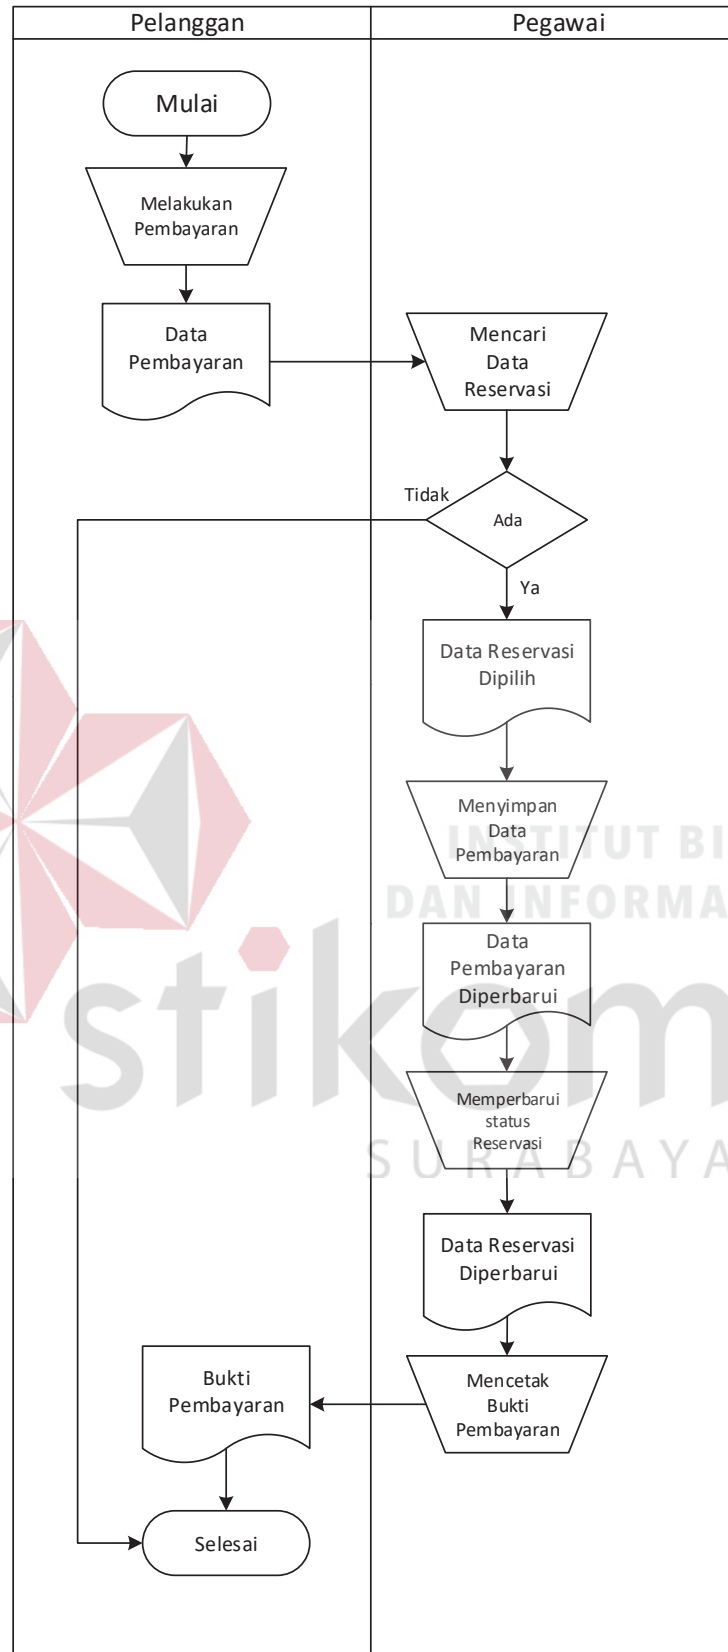 Pelanggan
Pegawai
Mulai
Melakukan
Pembayaran
Data
Pembayaran
Mencari
Data
Reservasi
Tidak
Ada
Ya
Data Reservasi
Dipilih
Menyimpan
Data
Pembayaran
INSTITUT BI
DAN INFORMA
Data
Pembayaran
Diperbarui
stikom
Memperbarui
status
Reservasi
SURABAYA
Data Reservasi
Diperbarui
Bukti
Pembayaran
Mencetak
Bukti
Pembayaran
Selesai